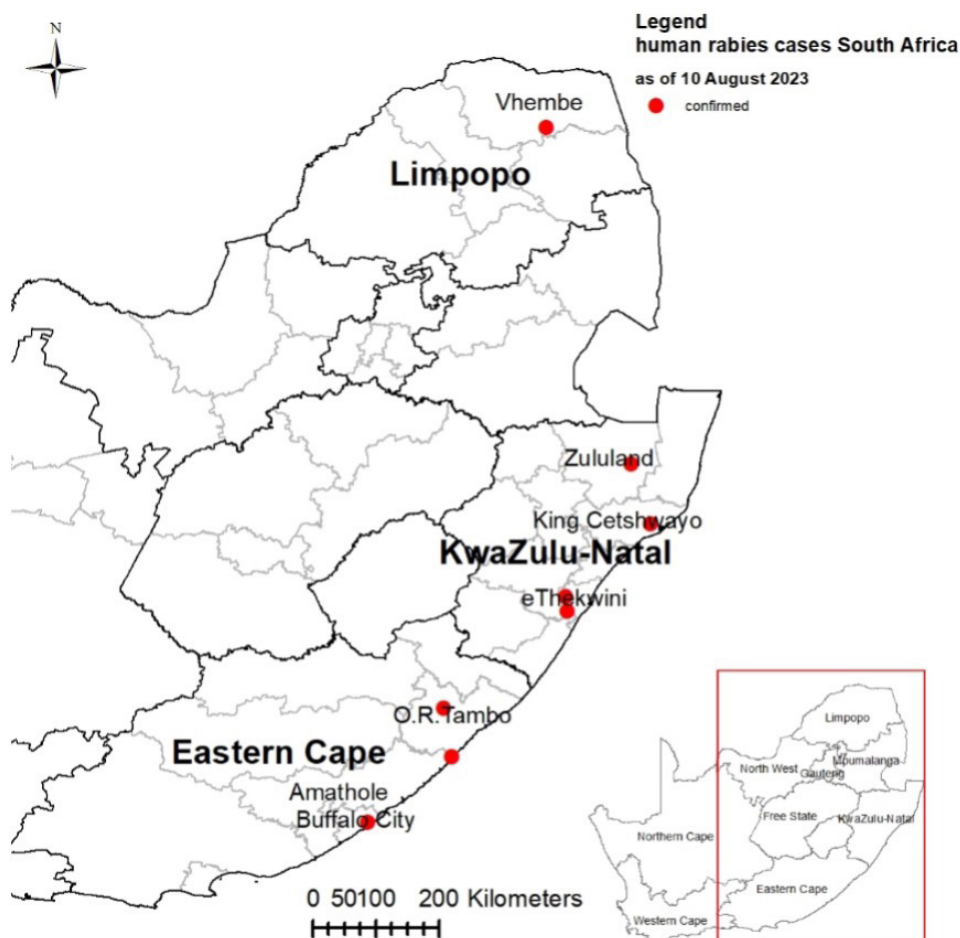 N
Legend
human rabies cases South Africa
as of 10 August 2023
confirmed
Vhembe
Limpopo
Zululand
King Cetshwayo
KwaZulu-Natal
eThekwini
O.R.Tambo
Eastern Cape
Amathole
Buffalo City
0 50100 200 Kilometers
Limpopo
Mpumalanga
North West
Gauteng
Free State
KwaZulu-Natal
Northern Cape
Eastern Cape
Western Cape